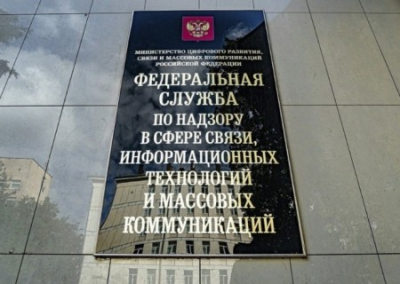 МИНИСТЕРСТВО ЦИФРОВОГО РАЗВИТИЯ,
СВЯЗИ И МАССОВЫХ КОММУНИКАЦИЙ
РОССИЙСКОЙ ФЕДЕРАЦИИ
ФЕДЕРАЛЬНАЯ
СЛУЖБА
ПО НАДЗОРУ
В СФЕРЕ СВЯЗИ,
ИНФОРМАЦИОННЫХ
ТЕХНОЛОГИЙ
И МАССОВЫХ
КОММУНИКАЦИЙ